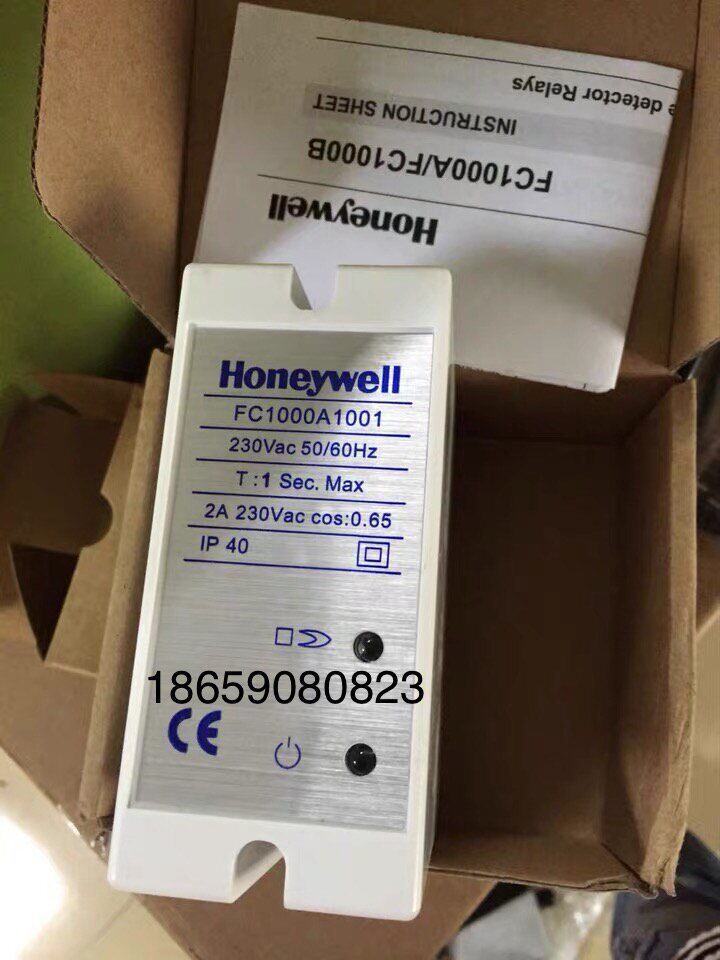 e detector Relays
INSTRUCTION SHEET
FC1000A/FC1000B
Honeywell
Honeywell
FC1000A1001
230Vac 50/60Hz
T :1 Sec. Max
2A 230Vac cos:0.65
IP 40
18659080823
CE